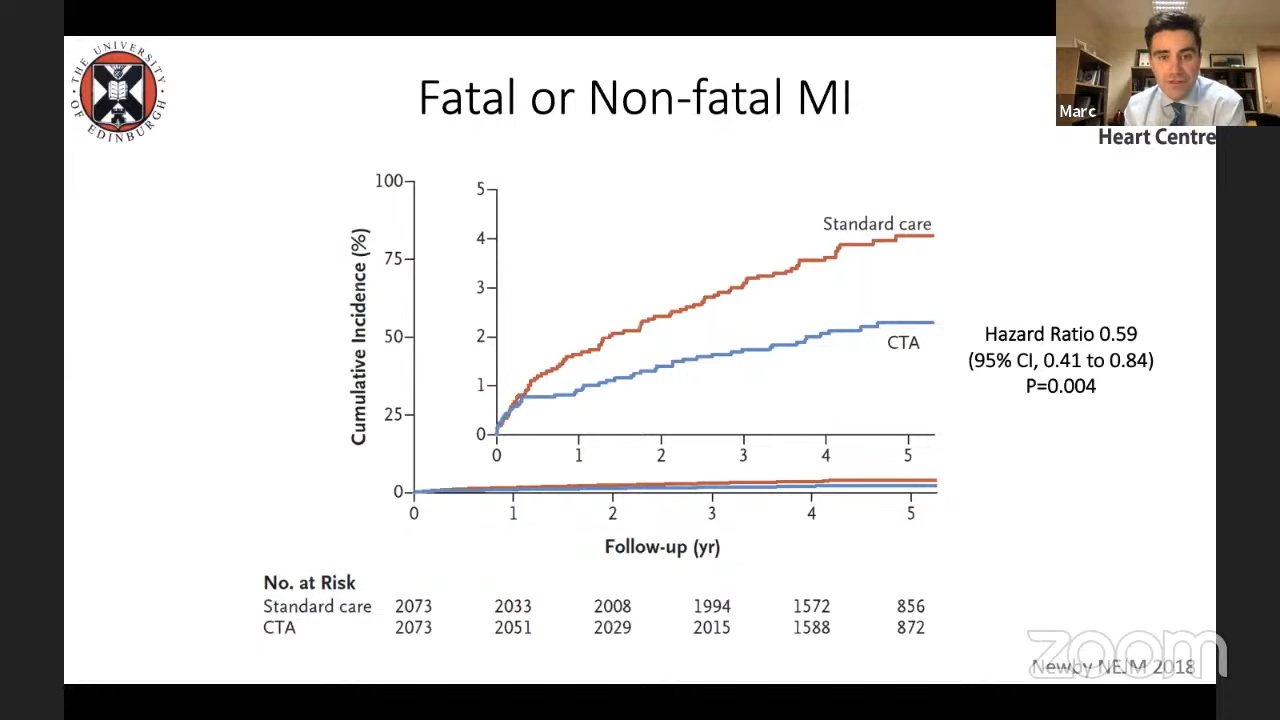 THE UNIVERSITY OF EDINBURGH
Fatal or Non-fatal MI
Marc
Heart Centre
Cumulative Incidence (%)
100
75
50
25
0
5
4
3
2
1
0
Standard care
CTA
0 1 2 3 4 5
0 1 2 3 4 5
Follow-up (yr)
Hazard Ratio 0.59
(95% CI, 0.41 to 0.84)
P=0.004
No. at Risk
Standard care 2073 2033 2008 1994 1572 856
CTA 2073 2051 2029 2015 1588 872
zoom
Newby NEJM 2018